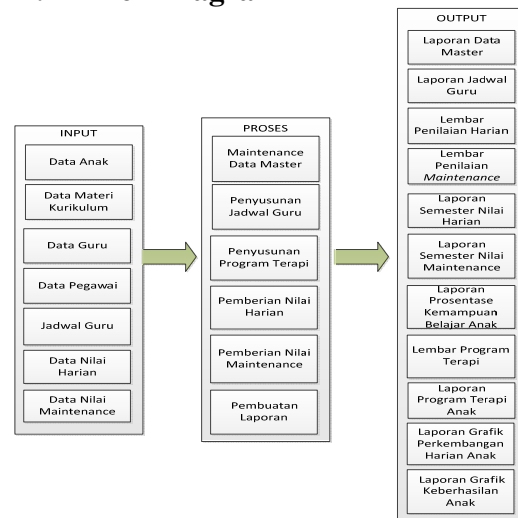 INPUT
Data Anak
Data Materi
Kurikulum
Data Guru
Data Pegawai
Jadwal Guru
Data Nilai
Harian
Data Nilai
Maintenance
PROSES
Maintenance
Data Master
Penyusunan
Jadwal Guru
Penyusunan
Program Terapi
Pemberian Nilai
Harian
Pemberian Nilai
Maintenance
Pembuatan
Laporan
OUTPUT
Laporan Data
Master
Laporan Jadwal
Guru
Lembar
Penilaian Harian
Lembar
Penilaian
Maintenance
Laporan
Semester Nilai
Harian
Laporan
Semester Nilai
Maintenance
Laporan
Prosentase
Kemampuan
Belajar Anak
Lembar Program
Terapi
Laporan
Program Terapi
Anak
Laporan Grafik
Perkembangan
Harian Anak
Laporan Grafik
Keberhasilan
Anak